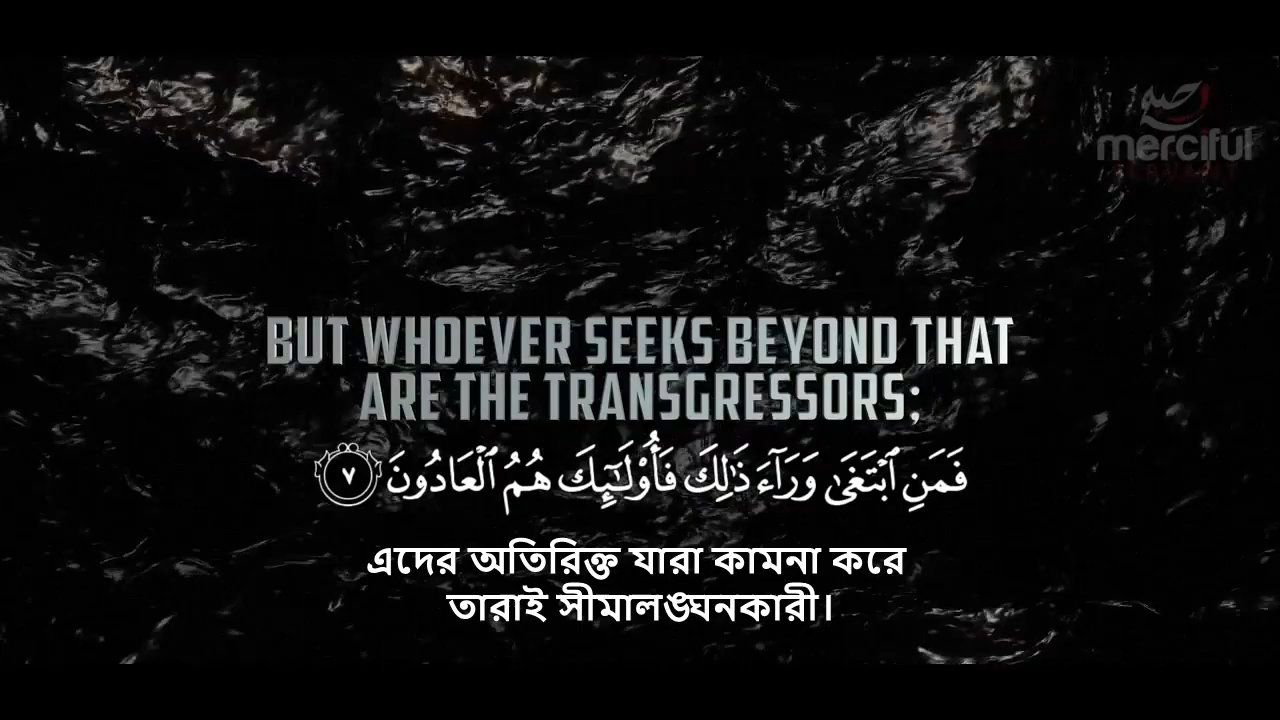 merciful
SERVANT
BUT WHOEVER SEEKS BEYOND THAT
ARE THE TRANSGRESSORS;
فَمَنِ ٱبْتَغَىٰ وَرَآءَ ذَٰلِكَ فَأُو۟لَـٰٓئِكَ هُمُ ٱلْعَادُونَ ٧
এদের অতিরিক্ত যারা কামনা করে
তারাই সীমালঙ্ঘনকারী।